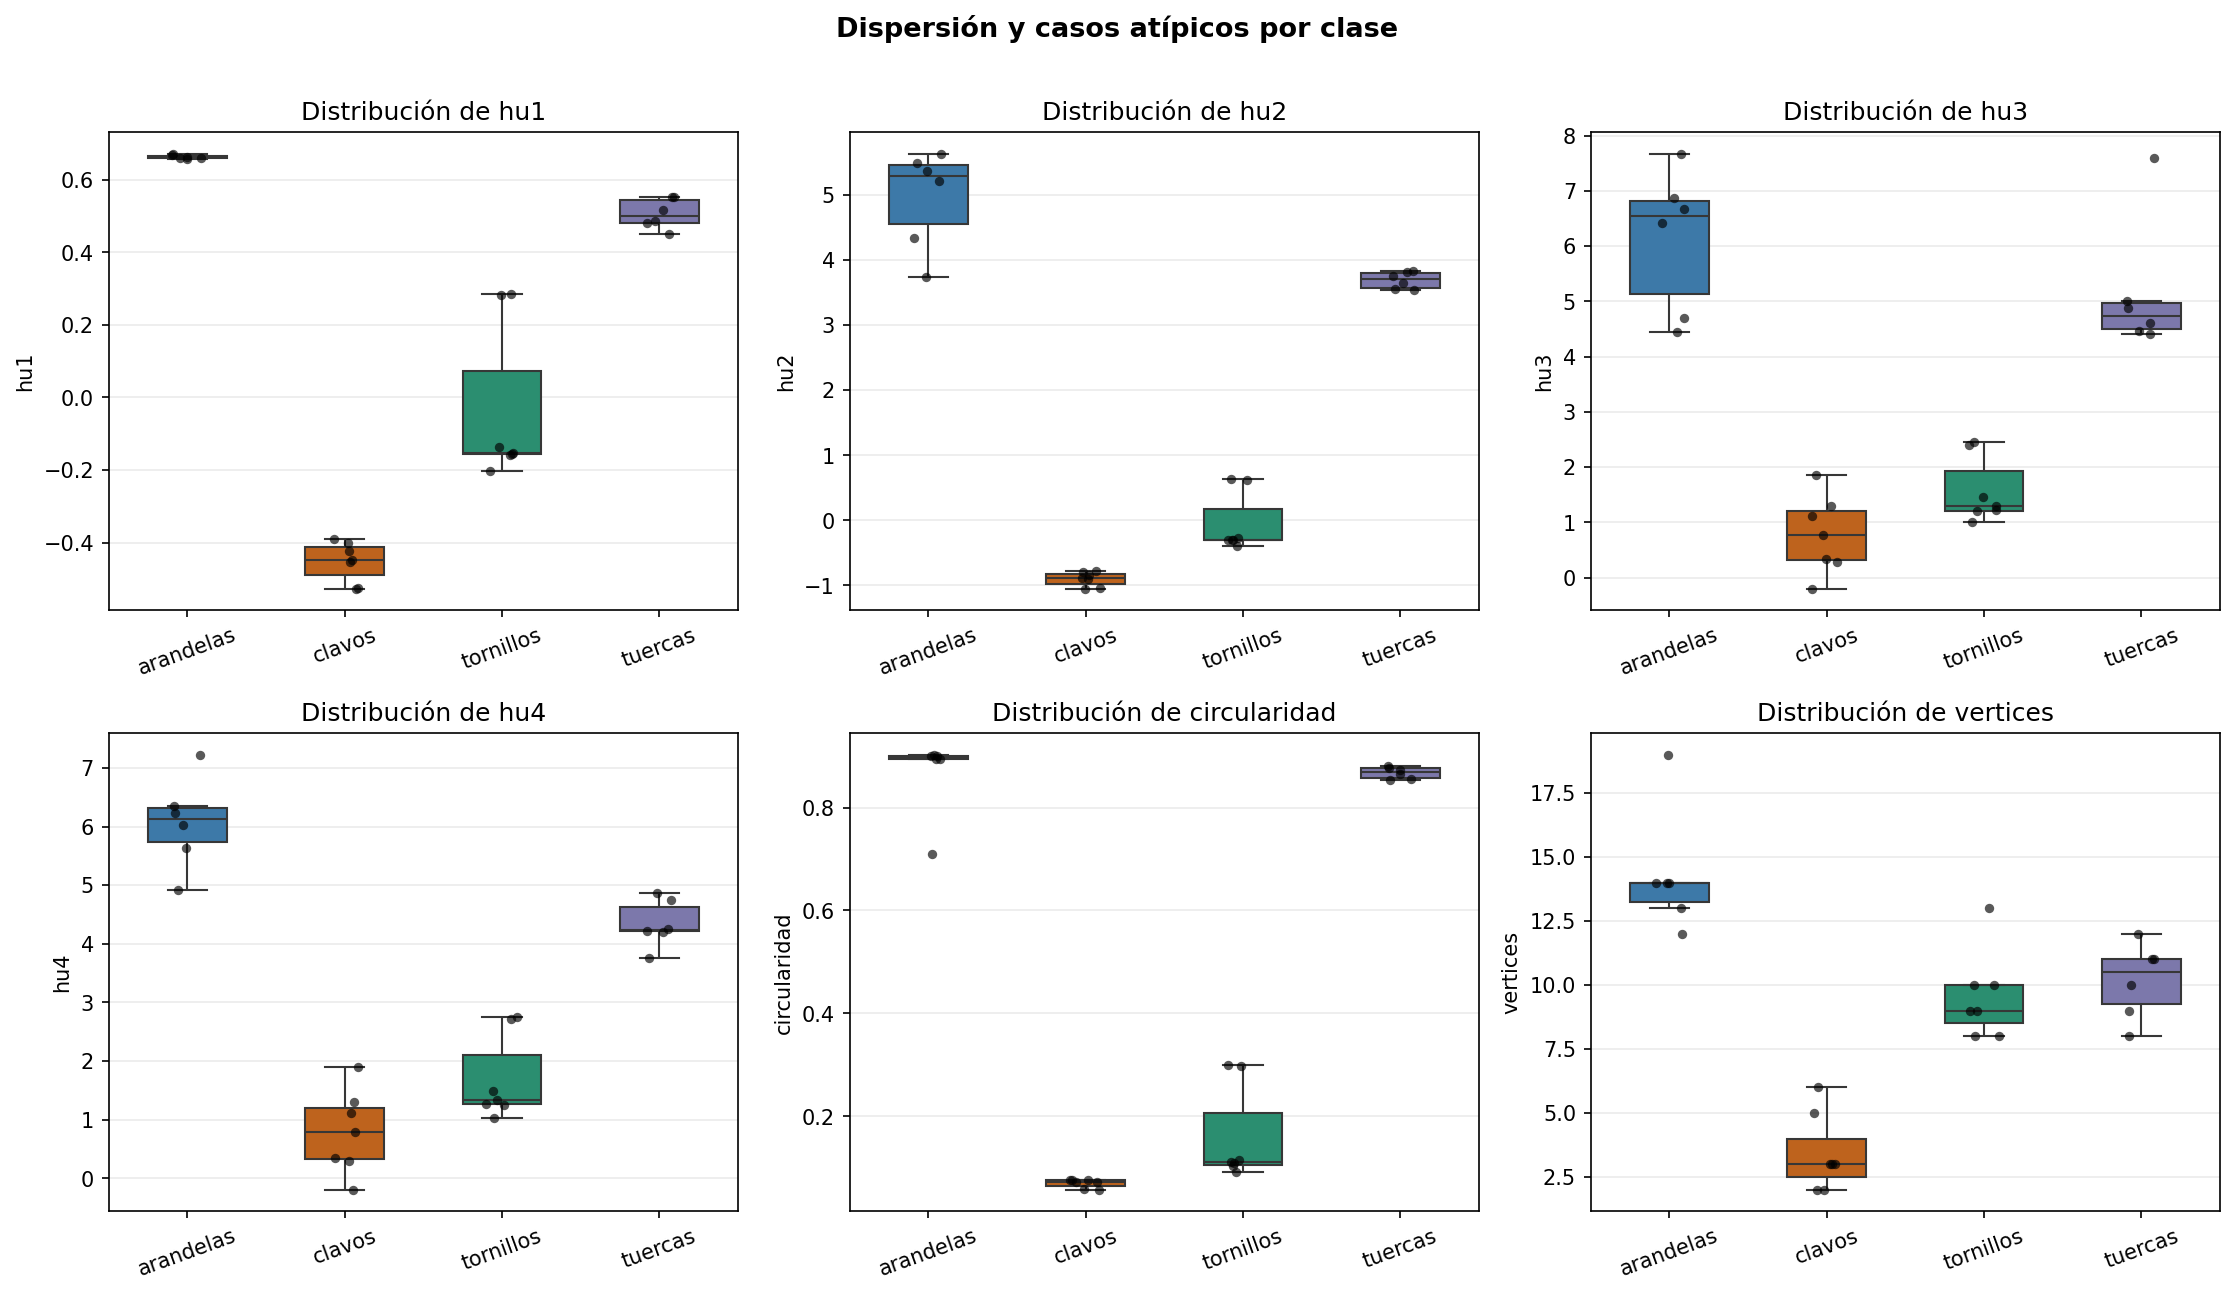 Dispersión y casos atípicos por clase
Distribución de hu1
Distribución de hu2
Distribución de hu3
hu1
0.6
0.4
0.2
0.0
−0.2
−0.4
arandelas
clavos
tornillos
tuercas
hu2
5
4
3
2
1
0
−1
arandelas
clavos
tornillos
tuercas
hu3
8
7
6
5
4
3
2
1
0
arandelas
clavos
tornillos
tuercas
Distribución de hu4
Distribución de circularidad
Distribución de vertices
hu4
7
6
5
4
3
2
1
0
arandelas
clavos
tornillos
tuercas
circularidad
0.8
0.6
0.4
0.2
arandelas
clavos
tornillos
tuercas
vertices
17.5
15.0
12.5
10.0
7.5
5.0
2.5
arandelas
clavos
tornillos
tuercas